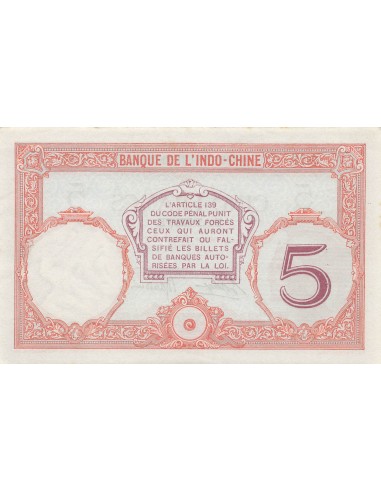 BANQUE DE L'INDO-CHINE
L'ARTICLE 139
DU CODE PÉNAL PUNIT
DES TRAVAUX FORCÉS
CEUX QUI AURONT
CONTREFAIT OU FAL-
SIFIÉ LES BILLETS
DE BANQUES AUTO-
RISÉES PAR LA LOI.
5